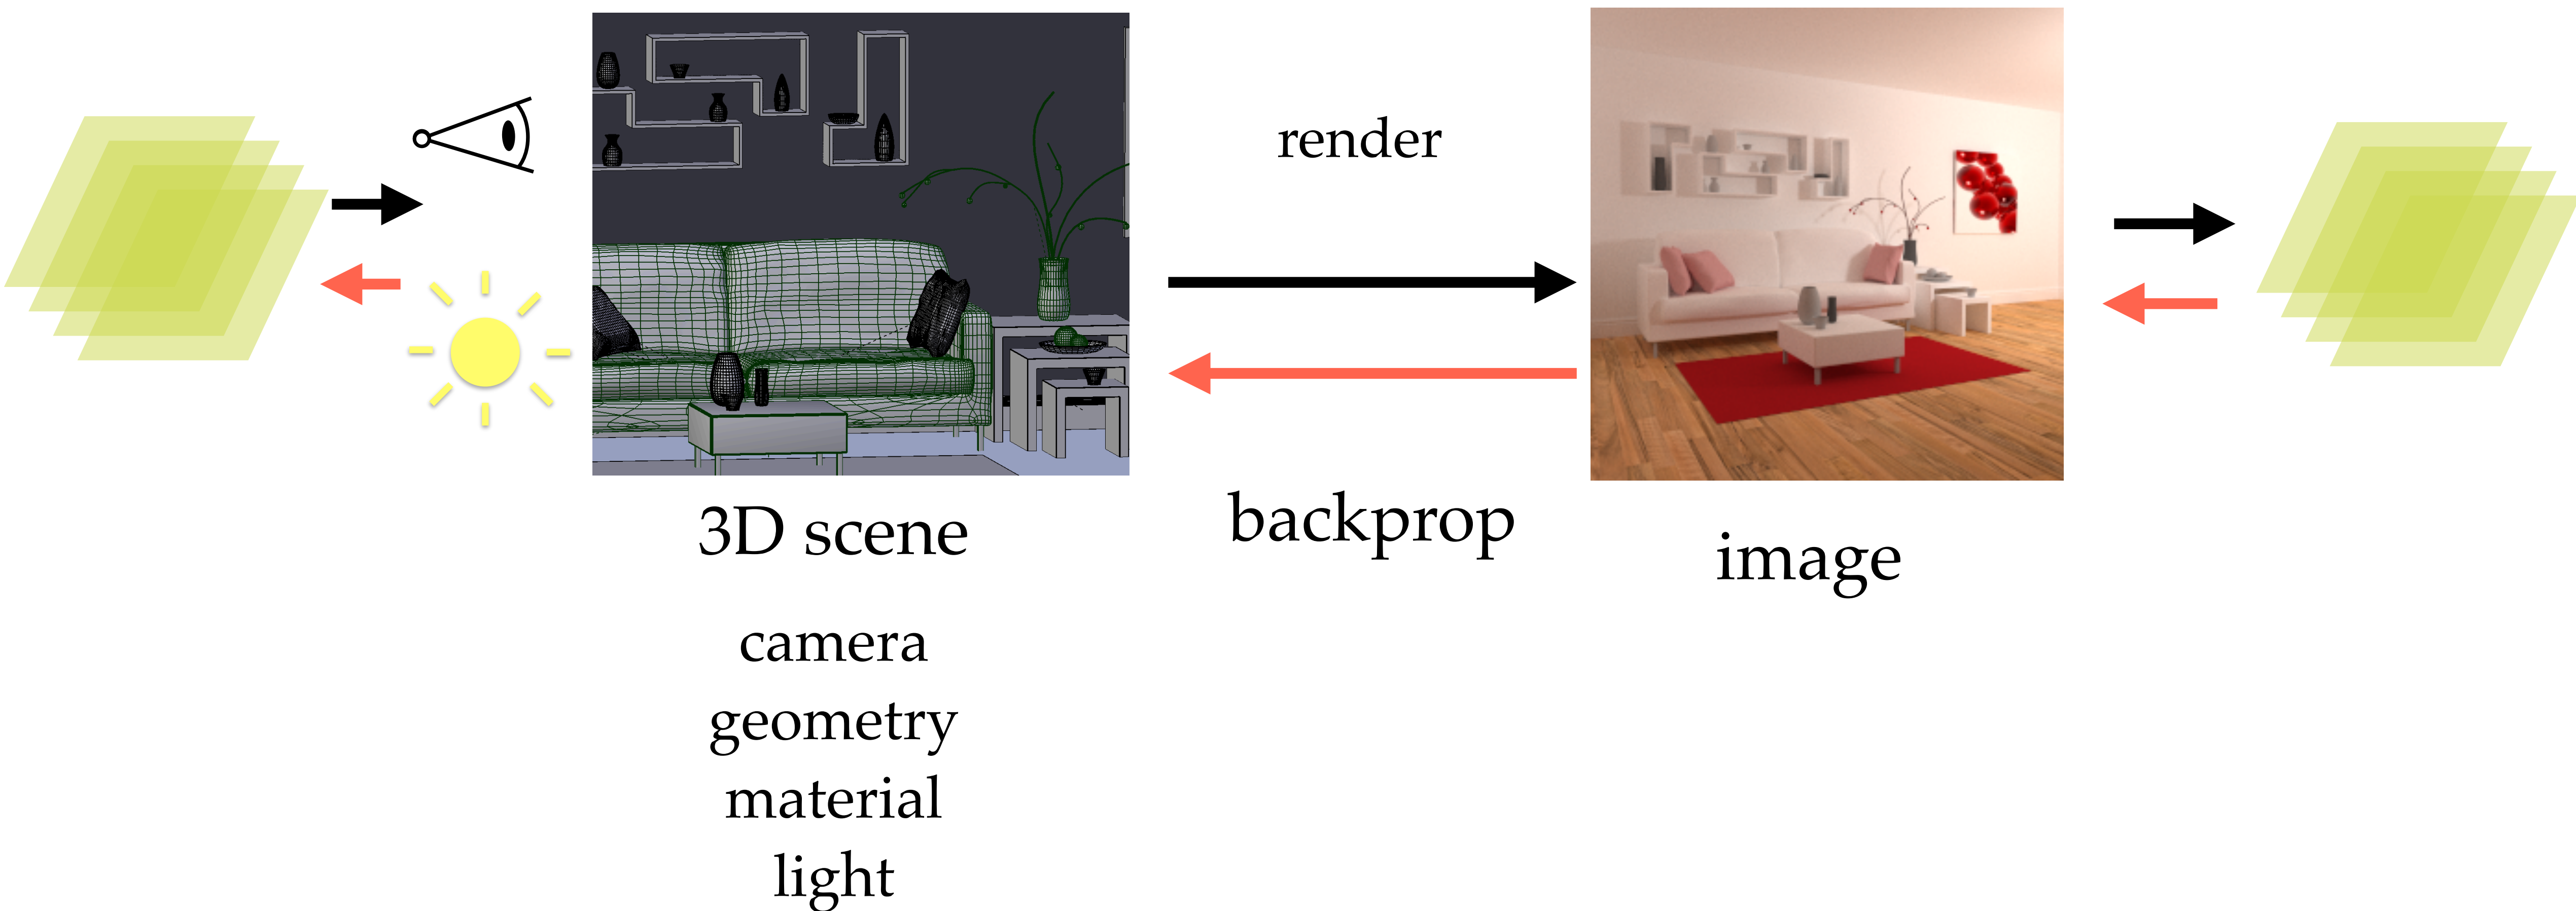 render
3D scene
backprop
image
camera
geometry
material
light